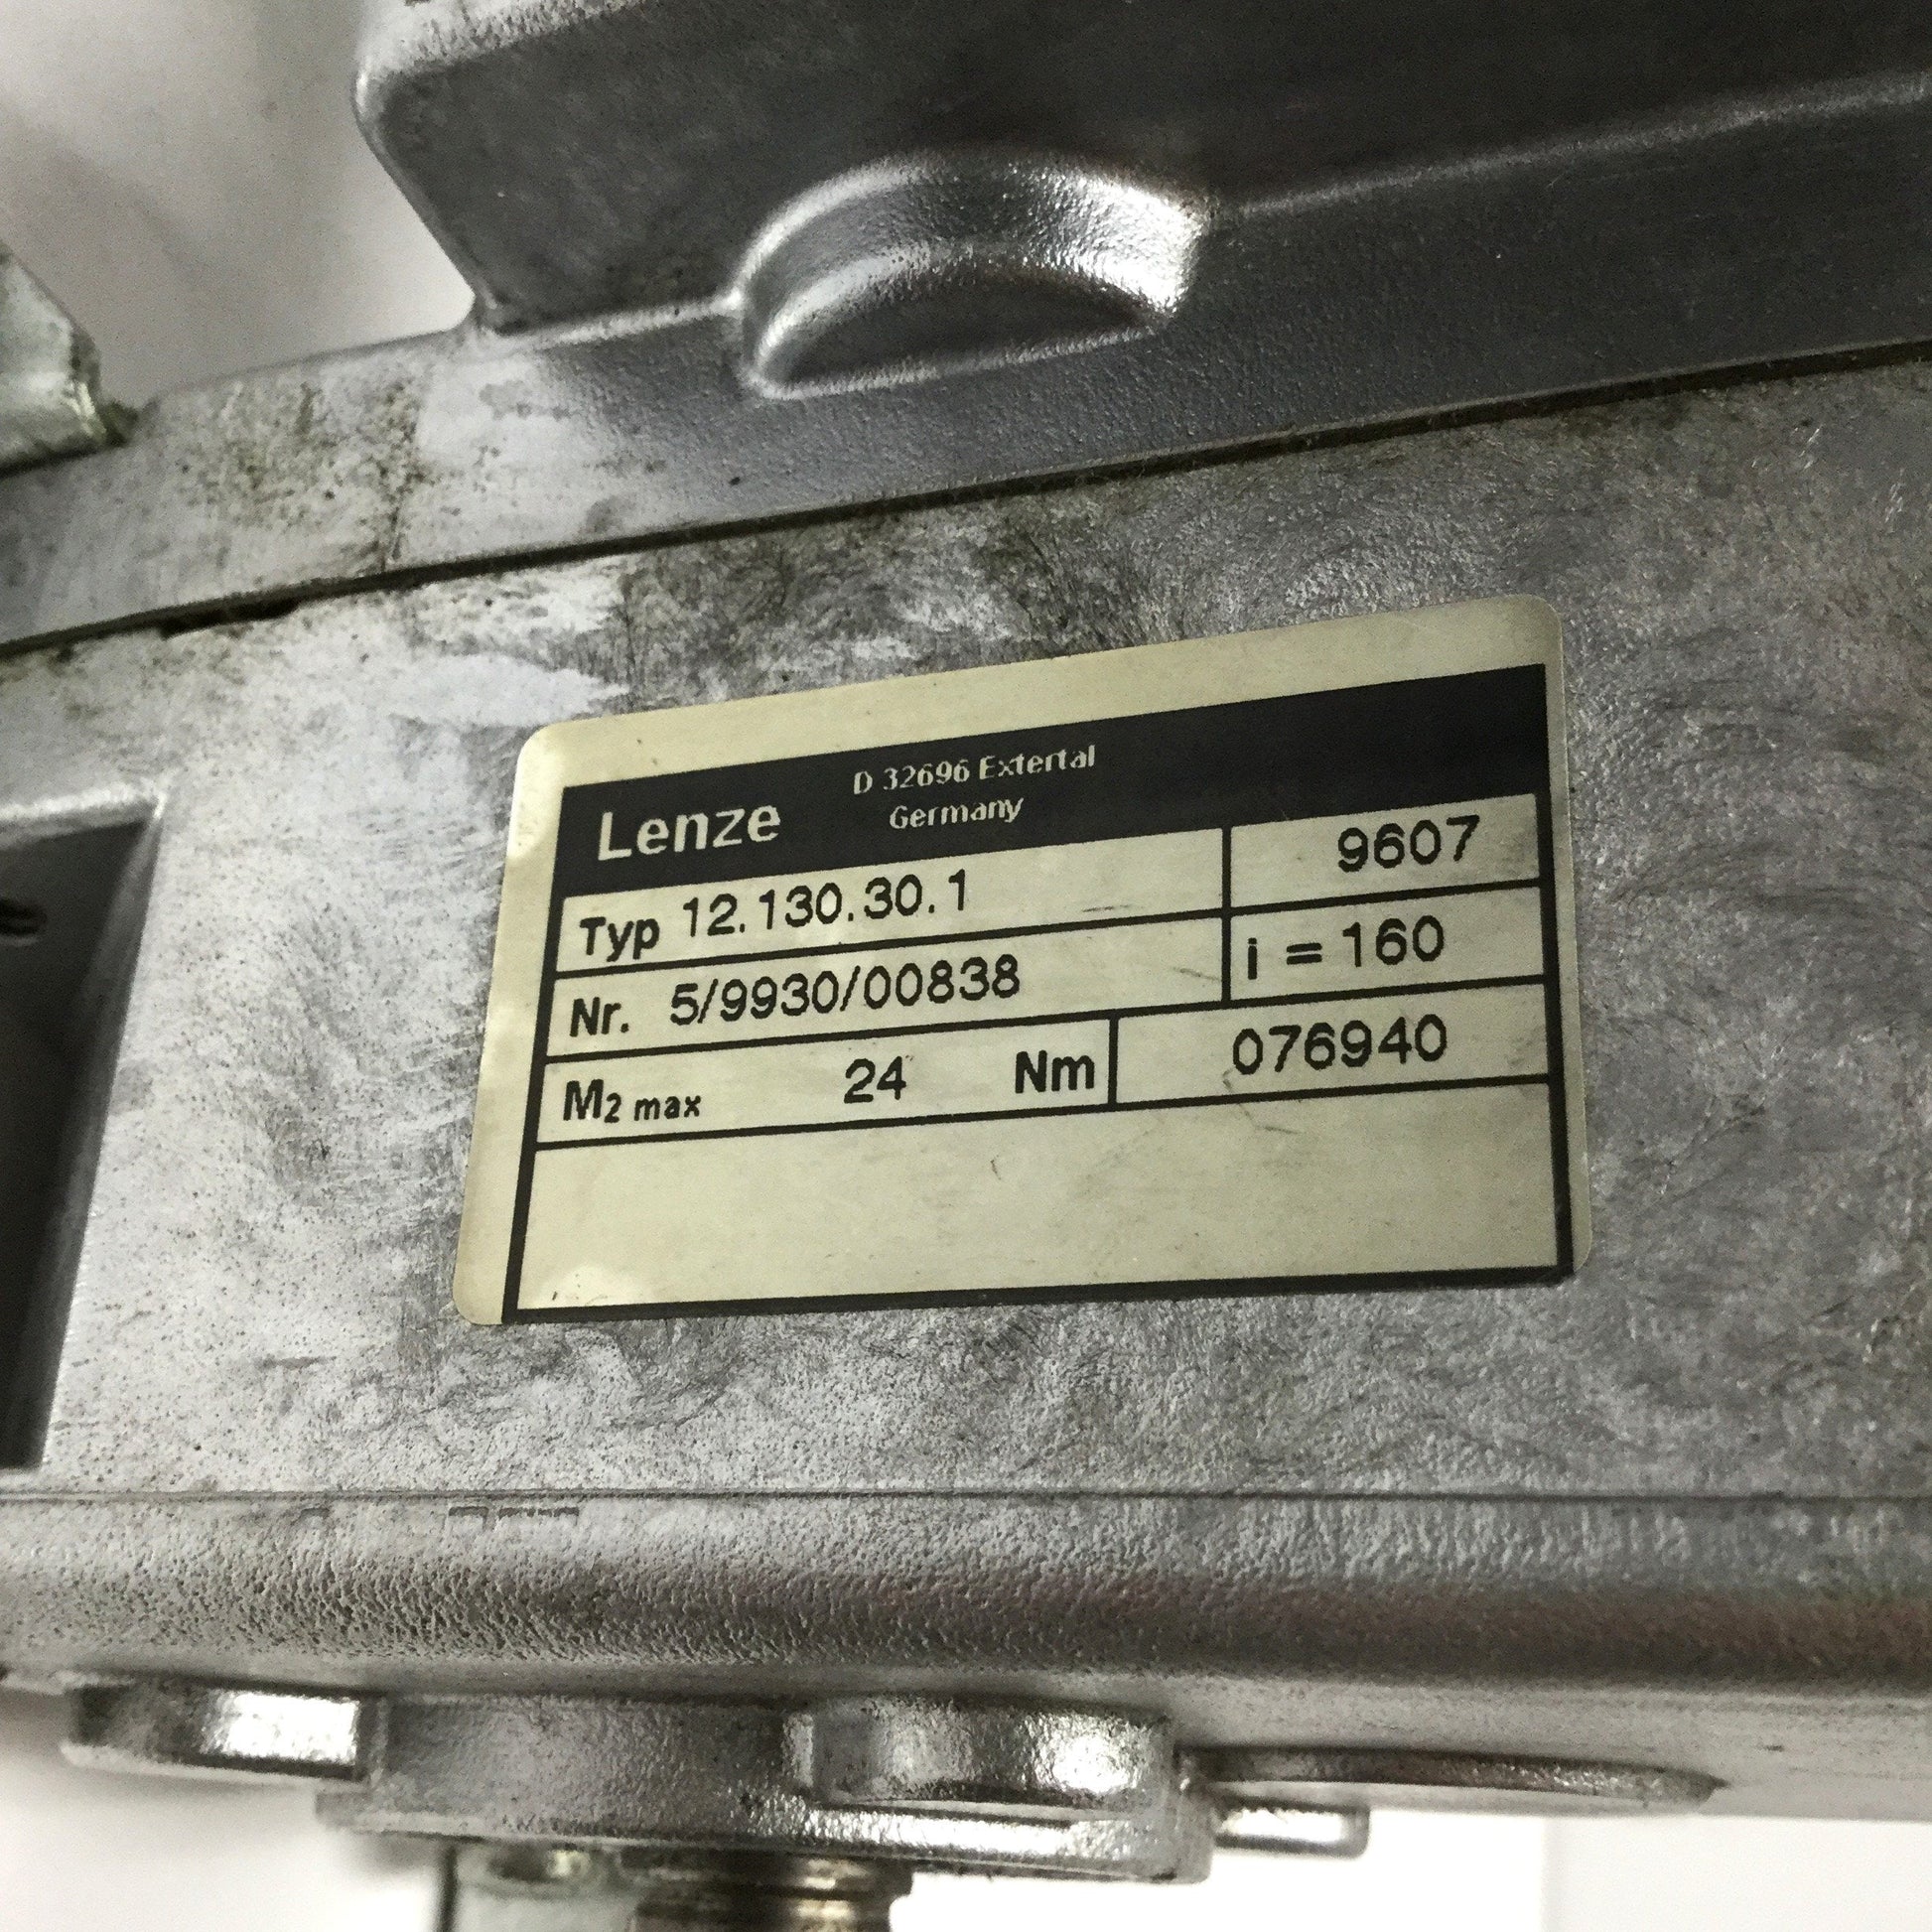 Lenze D 32696 Extertal
Germany
Typ 12.130.30.1 9607
Nr. 5/9930/00838 i = 160
M2 max 24 Nm 076940